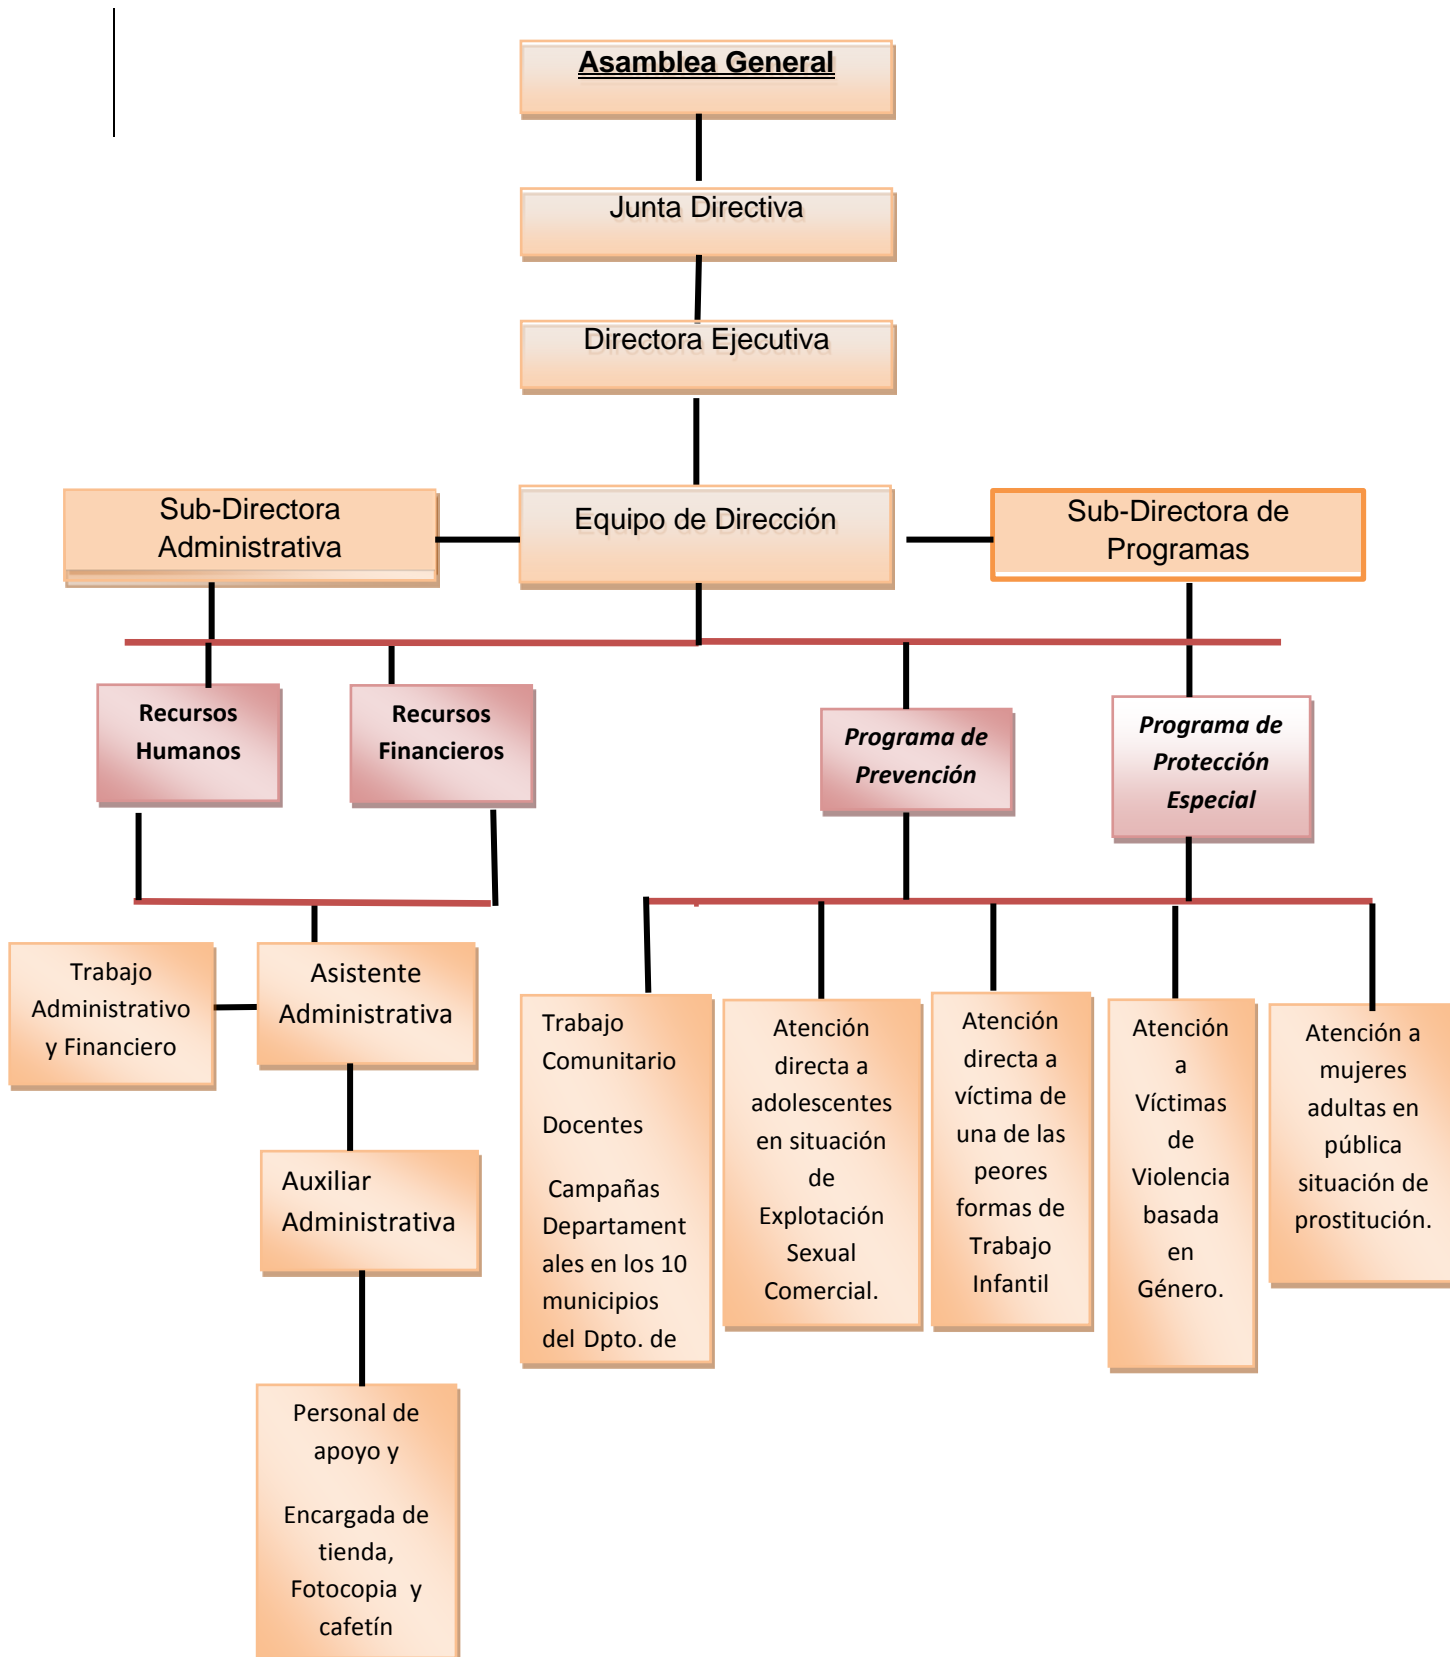 Asamblea General
Junta Directiva
Directora Ejecutiva
Sub-Directora
Administrativa
Equipo de Dirección
Sub-Directora de
Programas
Recursos
Humanos
Recursos
Financieros
Programa de
Prevención
Programa de
Protección
Especial
Trabajo
Administrativo
y Financiero
Asistente
Administrativa
Trabajo
Comunitario
Docentes
Campañas
Departament
ales en los 10
municipios
del Dpto. de
Atención
directa a
adolescentes
en situación
de
Explotación
Sexual
Comercial.
Atención
directa a
víctima de
una de las
peores
formas de
Trabajo
Infantil
Atención
a
Víctimas
de
Violencia
basada
en
Género.
Atención a
mujeres
adultas en
pública
situación de
prostitución.
Auxiliar
Administrativa
Personal de
apoyo y
Encargada de
tienda,
Fotocopia y
cafetín